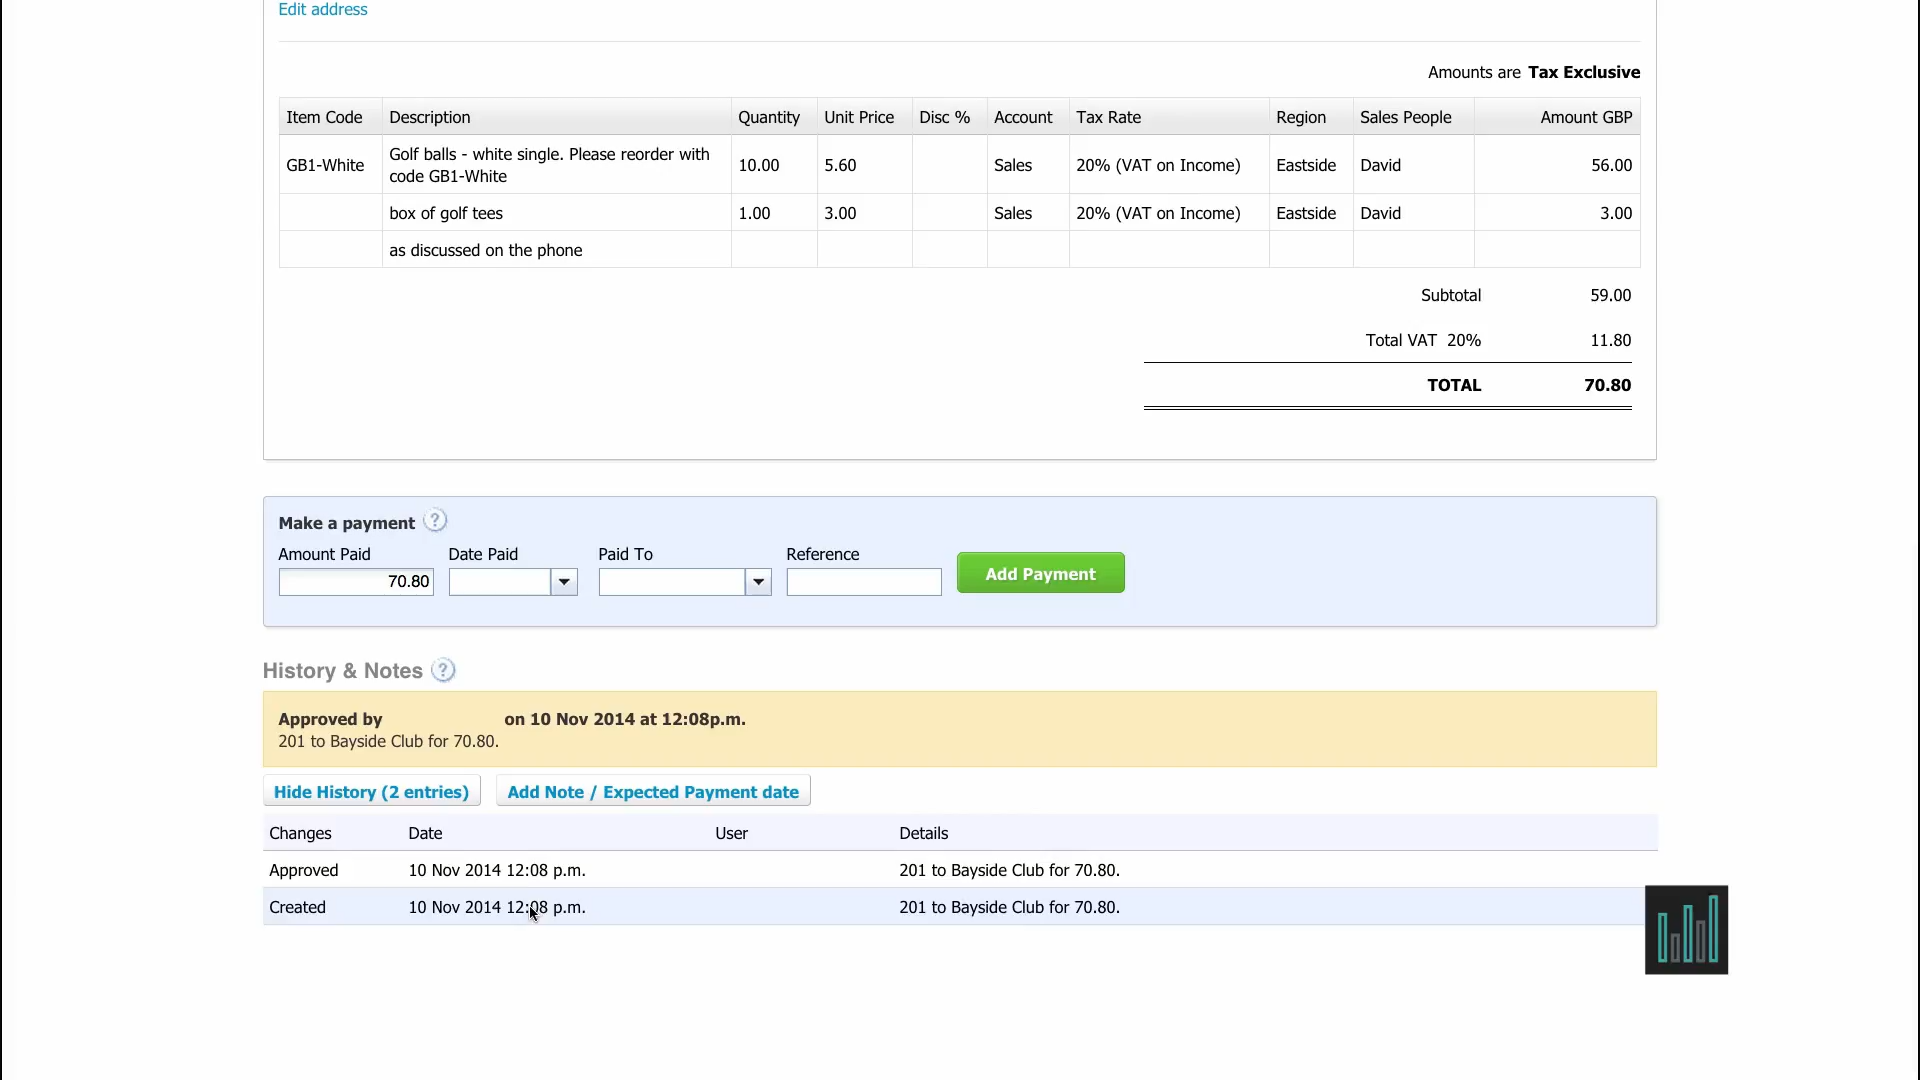 Edit address
Amounts are Tax Exclusive
Item Code Description Quantity Unit Price Disc % Account Tax Rate Region Sales People Amount GBP
GB1-White Golf balls - white single. Please reorder with code GB1-White 10.00 5.60 Sales 20% (VAT on Income) Eastside David 56.00
box of golf tees 1.00 3.00 Sales 20% (VAT on Income) Eastside David 3.00
as discussed on the phone
Subtotal 59.00
Total VAT 20% 11.80
TOTAL 70.80
Make a payment ?
Amount Paid Date Paid Paid To Reference
70.80 Add Payment
History & Notes ?
Approved by on 10 Nov 2014 at 12:08p.m.
201 to Bayside Club for 70.80.
Hide History (2 entries) Add Note / Expected Payment date
Changes Date User Details
Approved 10 Nov 2014 12:08 p.m. 201 to Bayside Club for 70.80.
Created 10 Nov 2014 12:08 p.m. 201 to Bayside Club for 70.80.